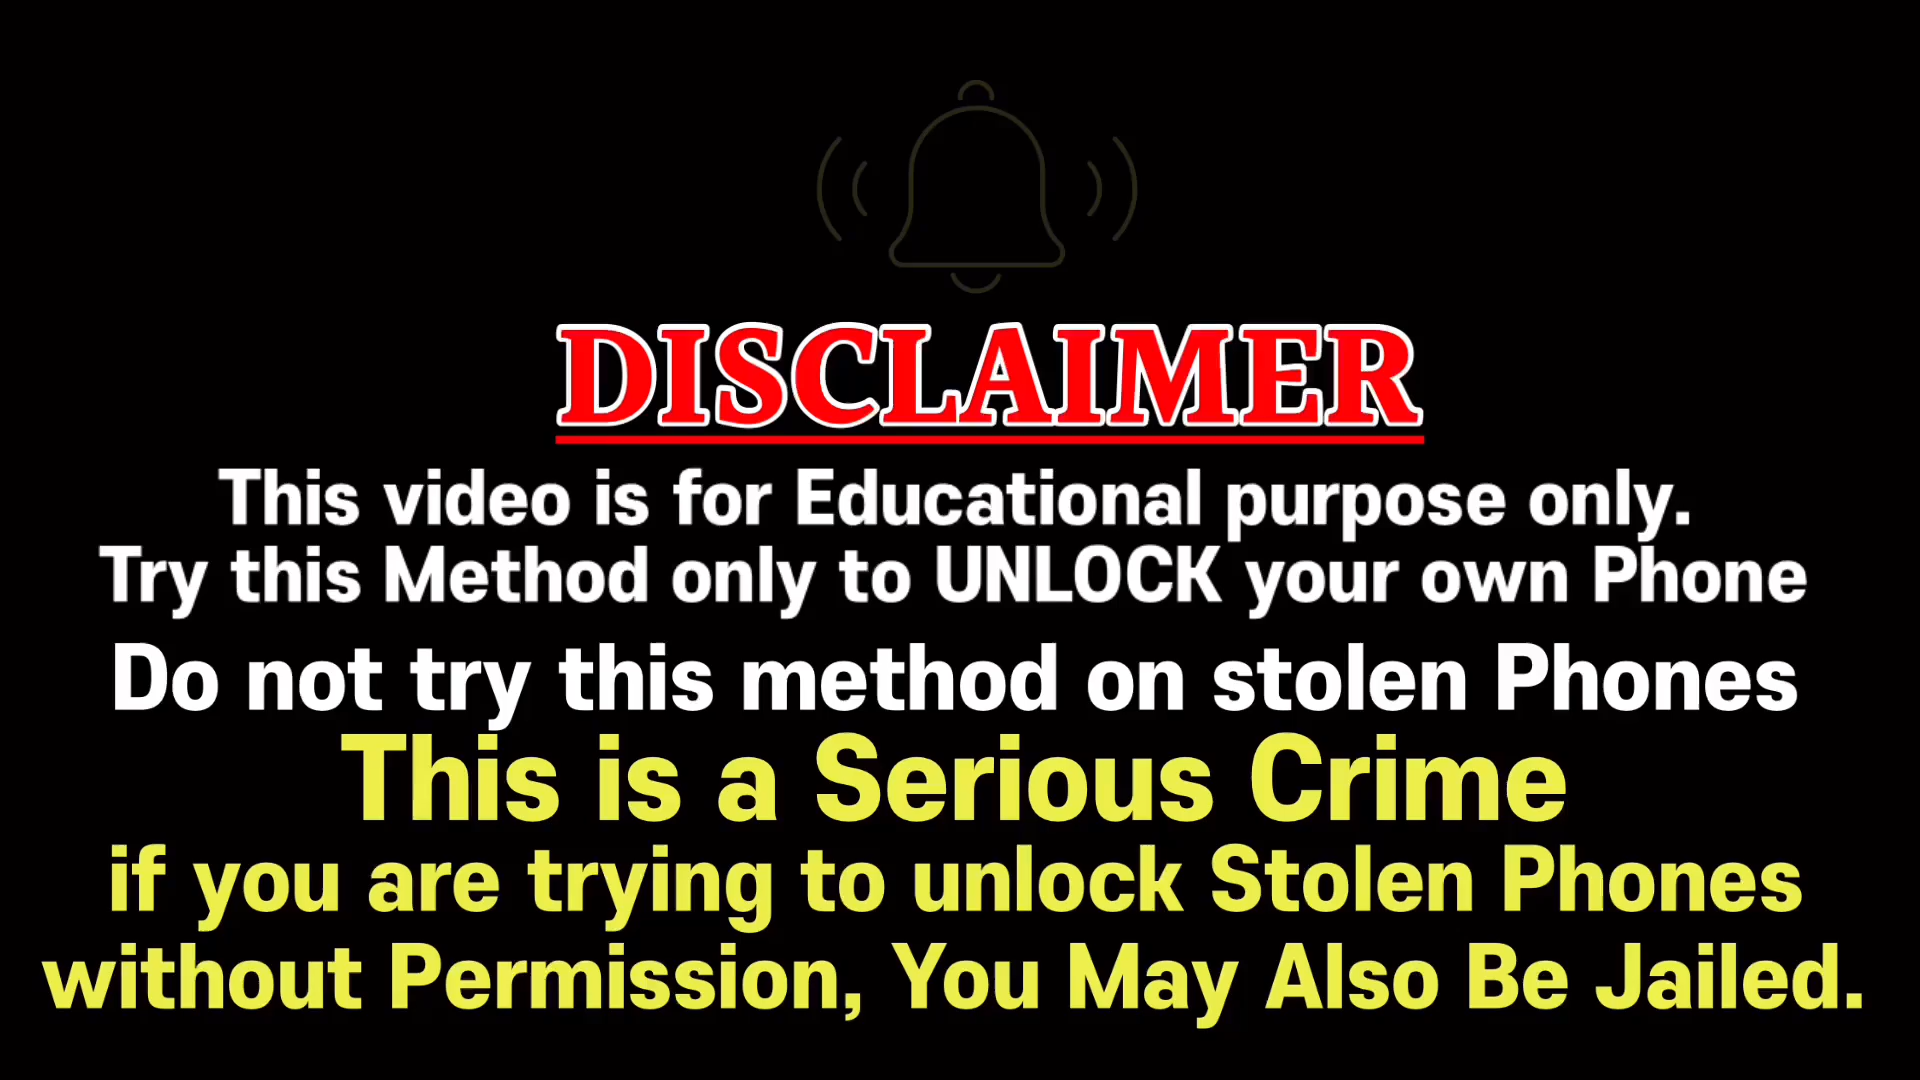 DISCLAIMER
This video is for Educational purpose only.
Try this Method only to UNLOCK your own Phone
Do not try this method on stolen Phones
This is a Serious Crime
if you are trying to unlock Stolen Phones
without Permission, You May Also Be Jailed.